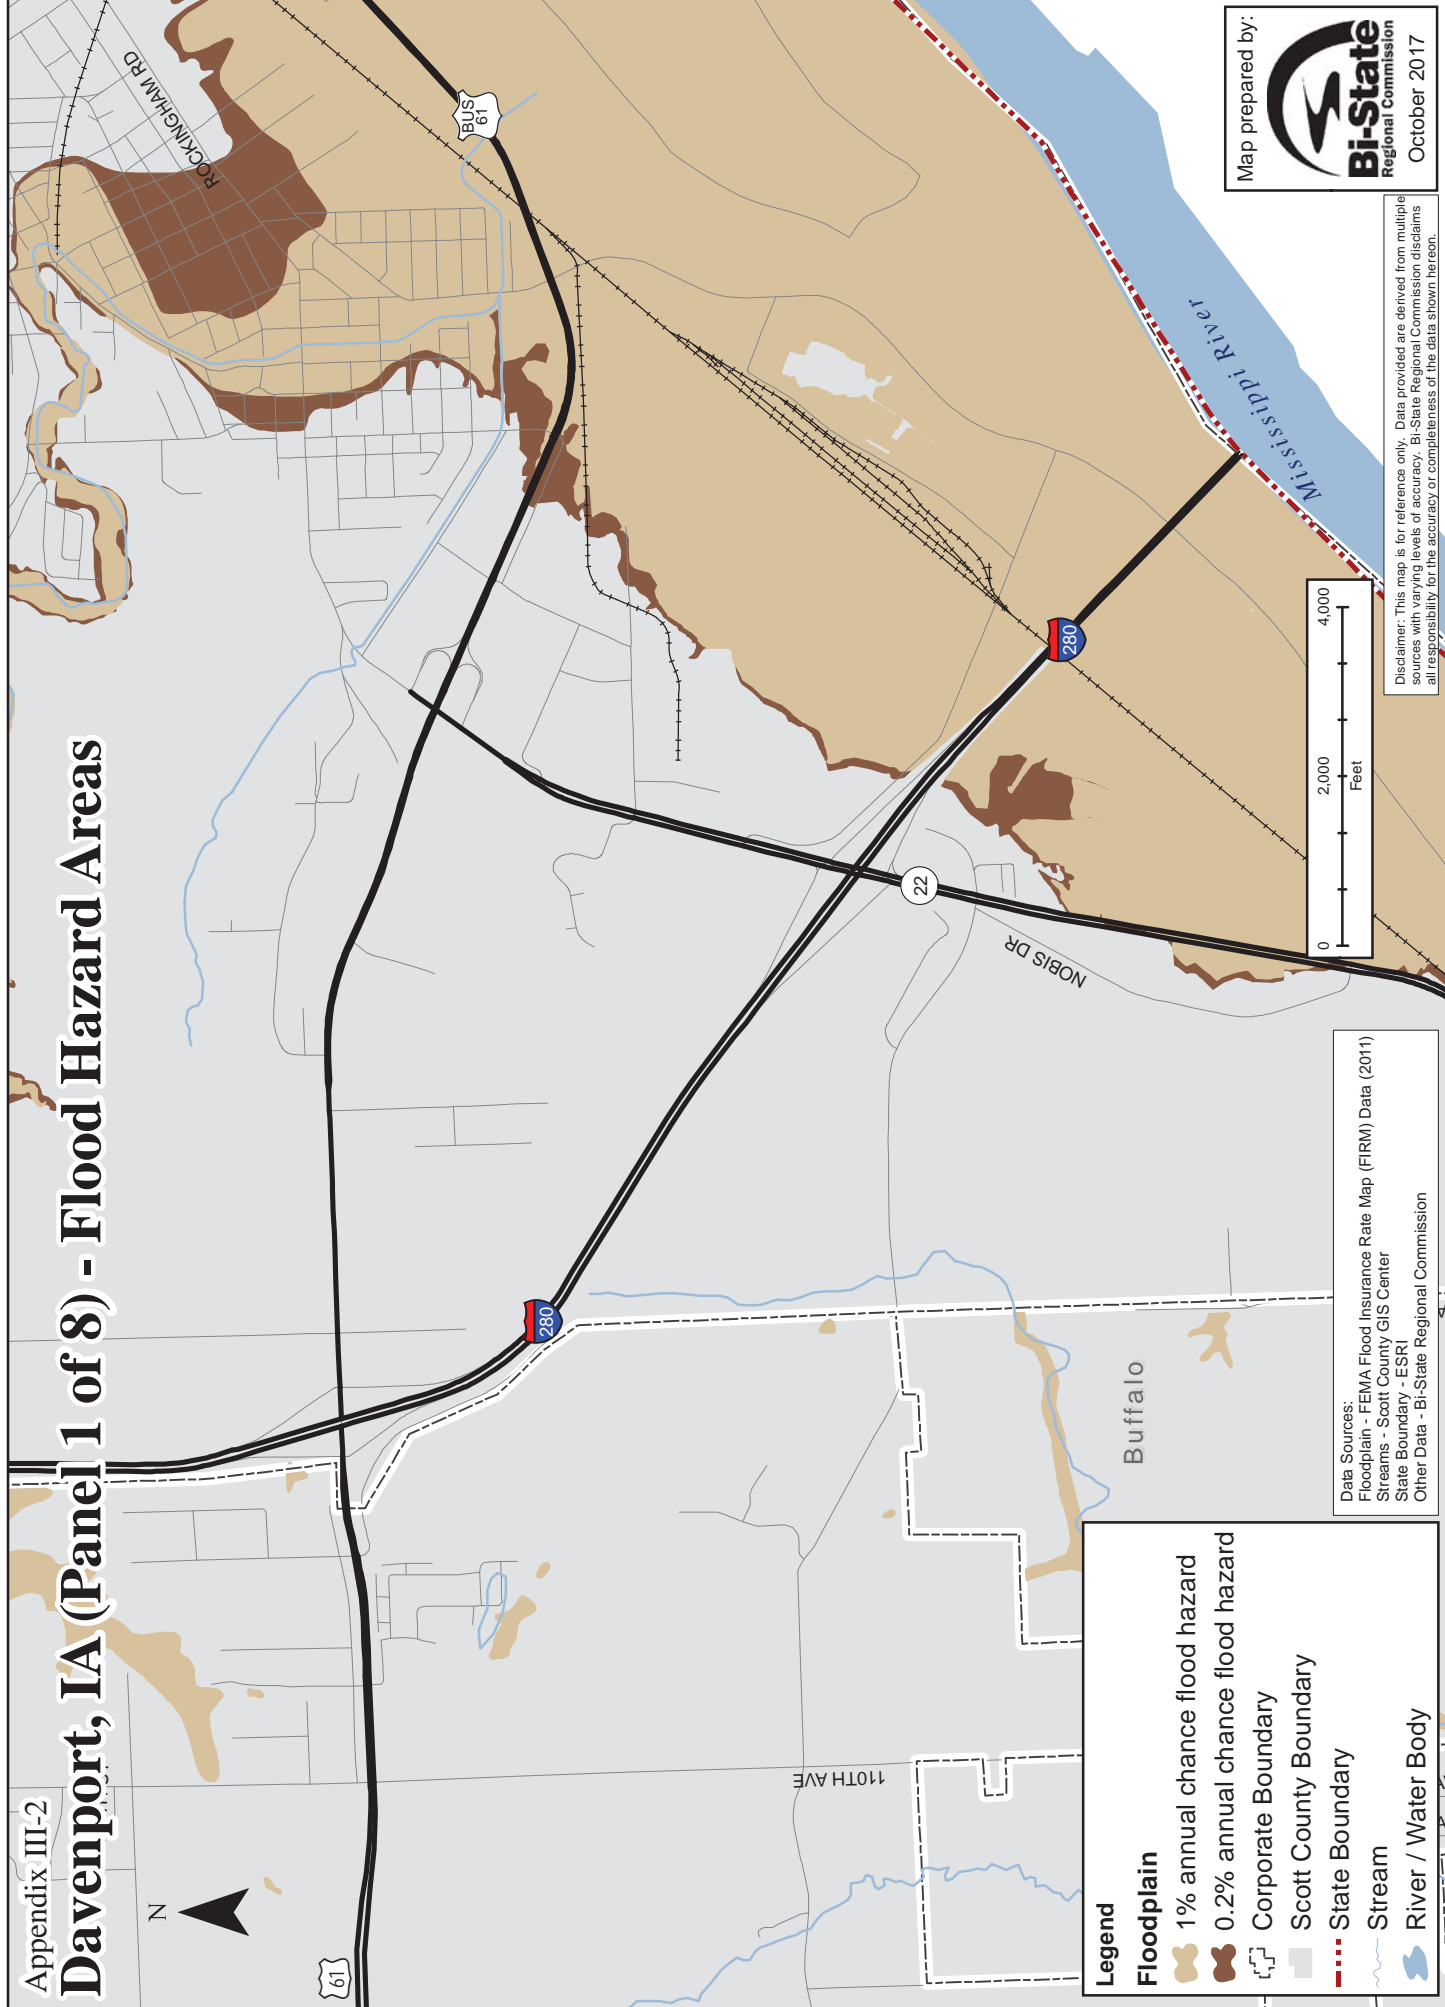 Appendix III-2
Davenport, IA (Panel 1 of 8) - Flood Hazard Areas
N
61
280
BUS
61
ROCKINGHAM RD
22
NOBIS DR
280
110TH AVE
Buffalo
Mississippi River
Legend
Floodplain
1% annual chance flood hazard
0.2% annual chance flood hazard
Corporate Boundary
Scott County Boundary
State Boundary
Stream
River / Water Body
Data Sources:
Floodplain - FEMA Flood Insurance Rate Map (FIRM) Data (2011)
Streams - Scott County GIS Center
State Boundary - ESRI
Other Data - Bi-State Regional Commission
0 2,000 4,000
Feet
Disclaimer: This map is for reference only. Data provided are derived from multiple
sources with varying levels of accuracy. Bi-State Regional Commission disclaims
all responsibility for the accuracy or completeness of the data shown hereon.
Map prepared by:
Bi-State
Regional Commission
October 2017